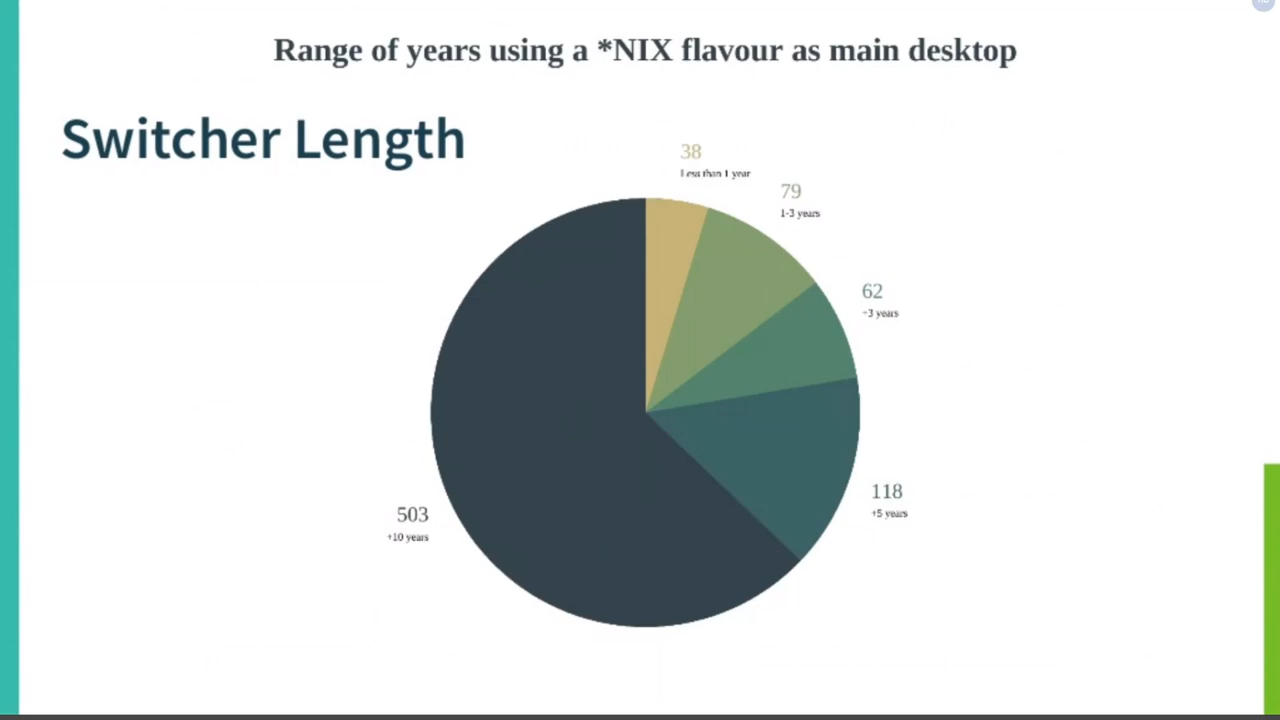 Range of years using a *NIX flavour as main desktop
Switcher Length
38
Less than 1 year
79
1-3 years
62
+3 years
118
+5 years
503
+10 years